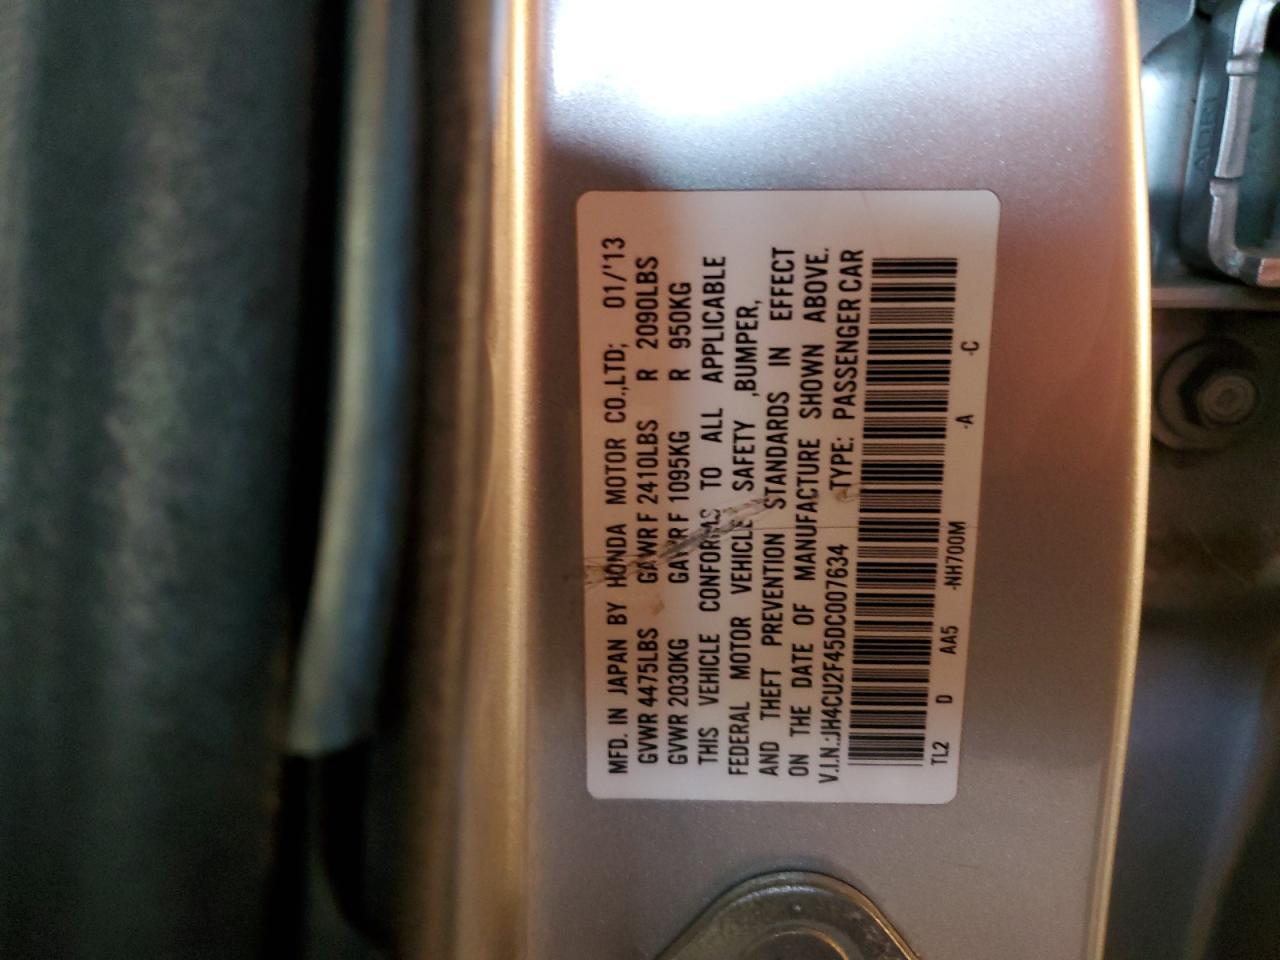 MFD. IN JAPAN BY HONDA MOTOR CO.,LTD; 01/'13
GVWR 4475LBS GAWR F 2410LBS R 2090LBS
GVWR 2030KG GAWR F 1095KG R 950KG
THIS VEHICLE CONFORMS TO ALL APPLICABLE
FEDERAL MOTOR VEHICLE SAFETY ,BUMPER,
AND THEFT PREVENTION STANDARDS IN EFFECT
ON THE DATE OF MANUFACTURE SHOWN ABOVE.
V.I.N.:JH4CU2F45DC007634 TYPE: PASSENGER CAR
TL2 D AA5 -NH700M -A -C